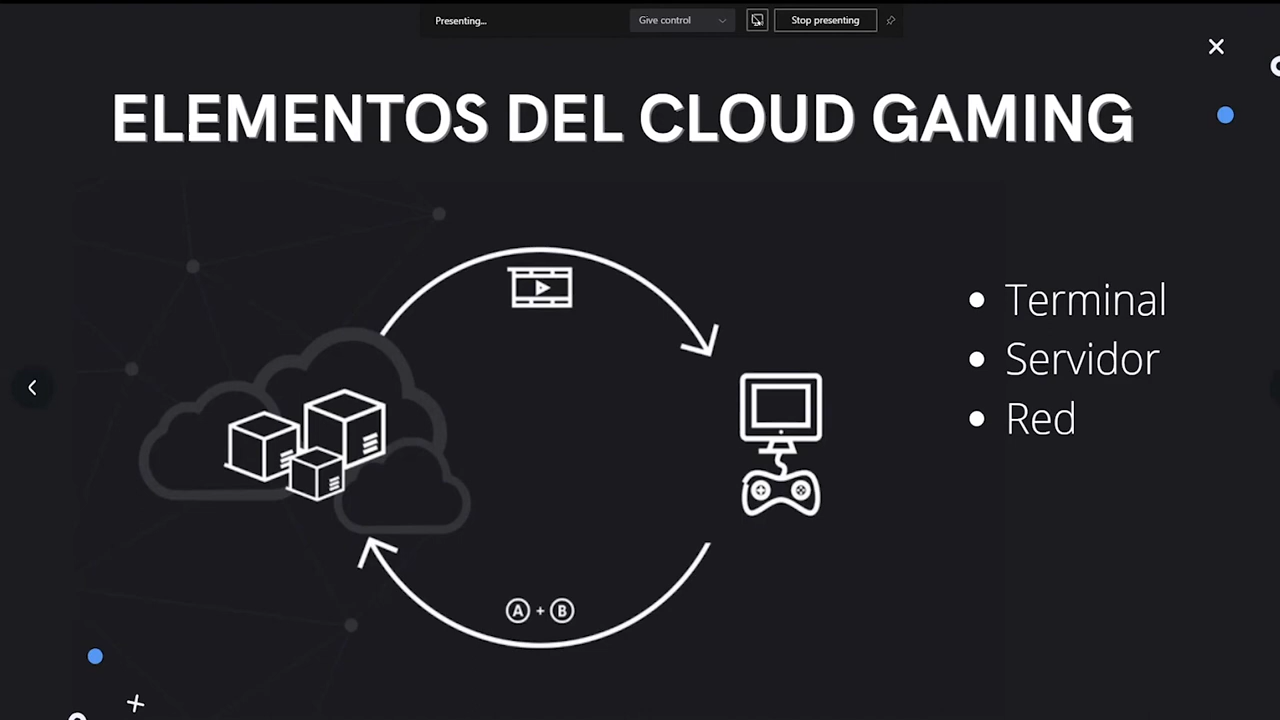 Presenting...
Give control
Stop presenting
ELEMENTOS DEL CLOUD GAMING
• Terminal
• Servidor
• Red
A + B